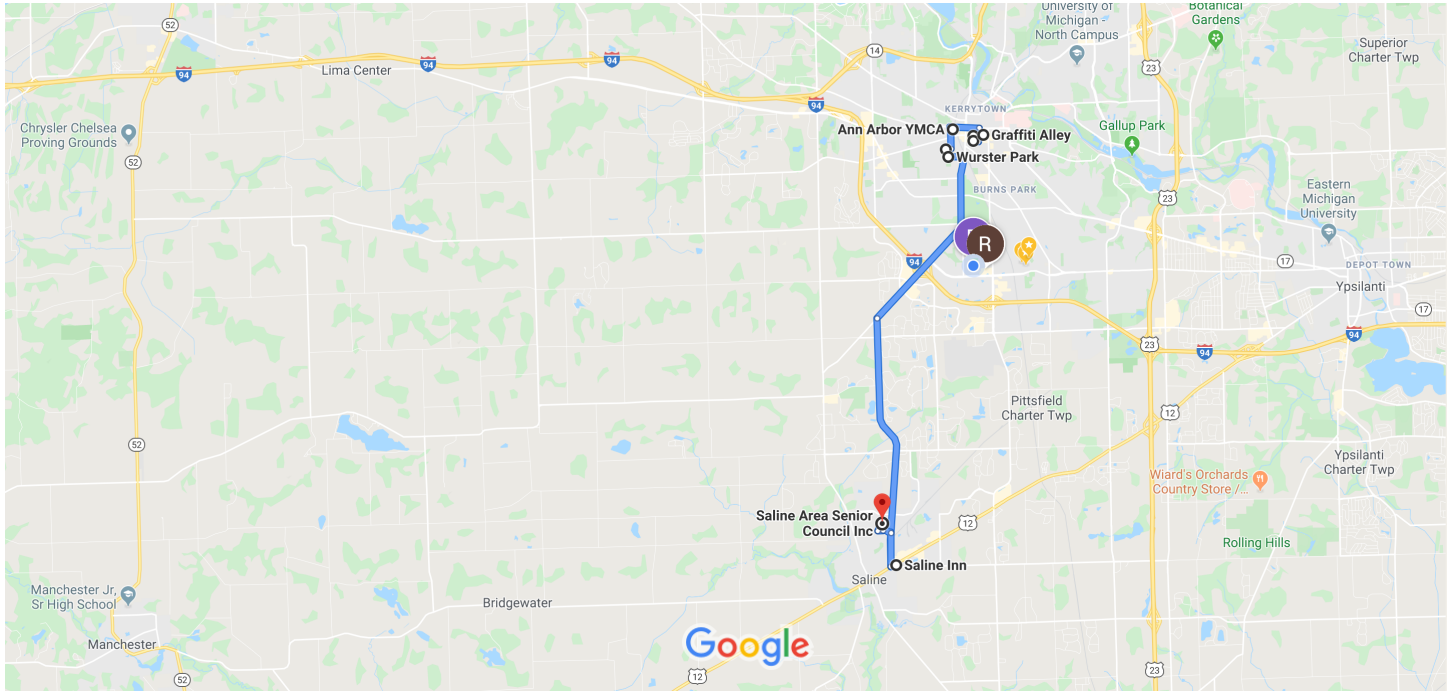 University of
Michigan -
North Campus
Botanical
Gardens
52
14
Superior
Charter Twp
94
Lima Center
94
94
23
94
KERRYTOWN
Chrysler Chelsea
Proving Grounds
52
Ann Arbor YMCA
Graffiti Alley
Gallup Park
Wurster Park
BURNS PARK
23
Eastern
Michigan
University
R
94
17
DEPOT TOWN
Ypsilanti
17
94
23
94
Pittsfield
Charter Twp
12
52
Ypsilanti
Charter Twp
Wiard's Orchards
Country Store /...
Saline Area Senior
Council Inc
12
Rolling Hills
Saline Inn
Saline
Manchester Jr,
Sr High School
Bridgewater
Manchester
Google
52
12
23